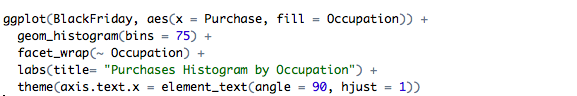 ggplot(BlackFriday, aes(x = Purchase, fill = Occupation)) +
  geom_histogram(bins = 75) +
  facet_wrap(~ Occupation) +
  labs(title= "Purchases Histogram by Occupation") +
  theme(axis.text.x = element_text(angle = 90, hjust = 1))